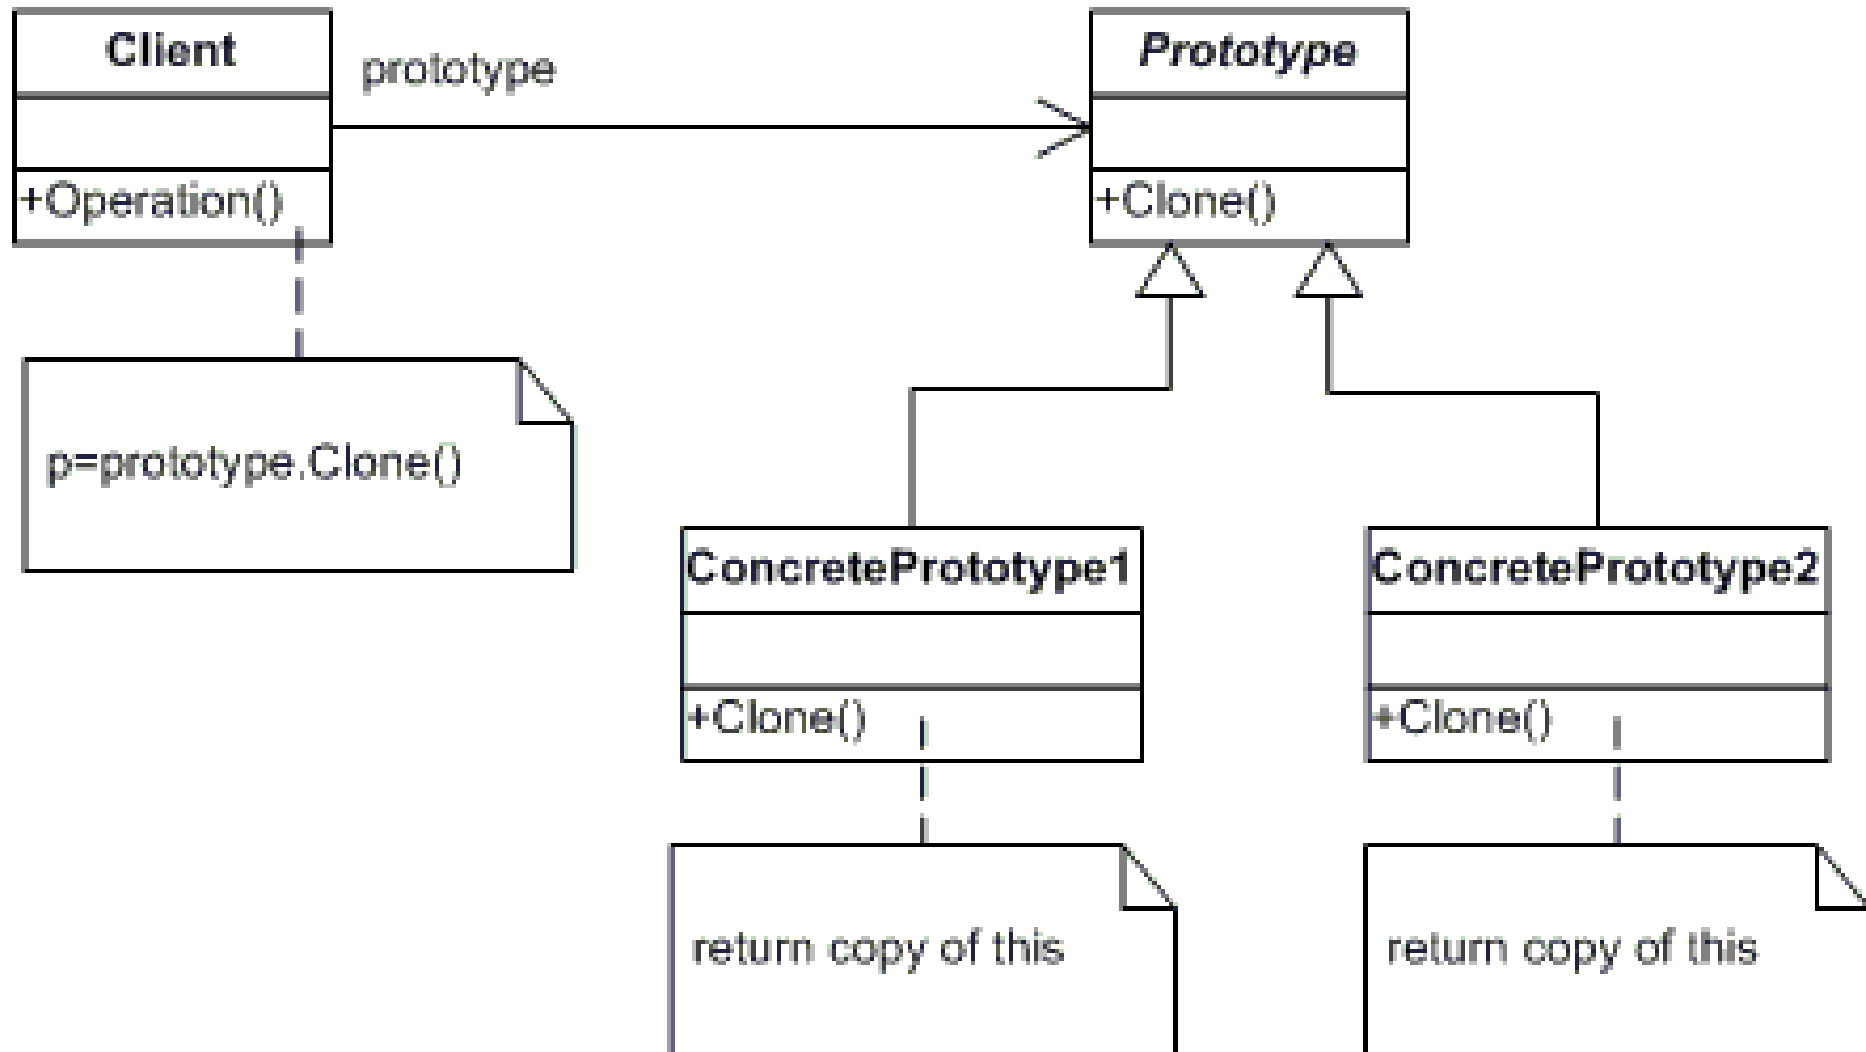 Client
prototype
Prototype
+Operation()
+Clone()
p=prototype.Clone()
ConcretePrototype1
ConcretePrototype2
+Clone()
+Clone()
return copy of this
return copy of this